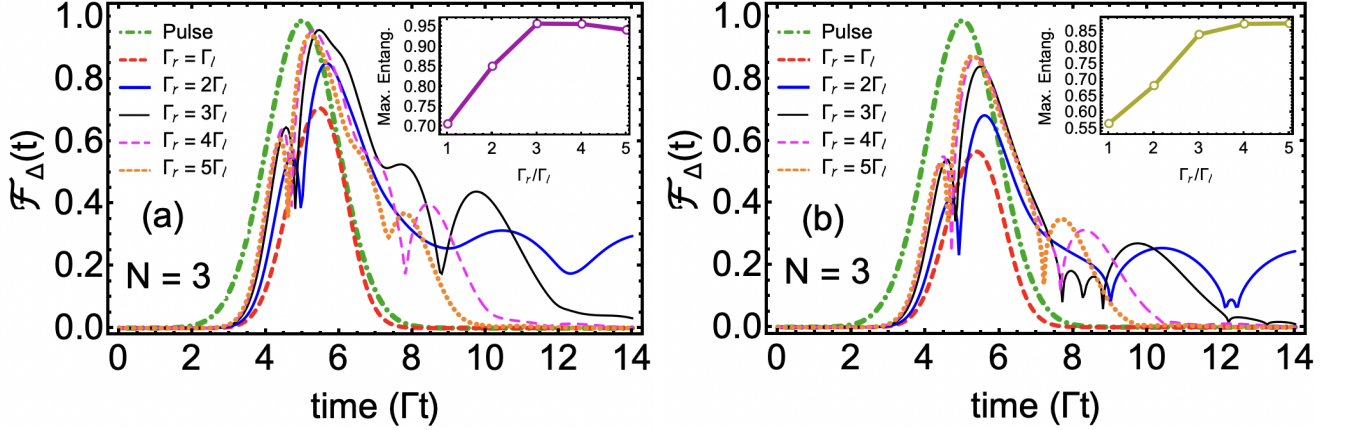 1.0
0.8
0.6
0.4
0.2
0.0
ℱΔ(t)
Pulse
Γr = Γl
Γr = 2Γl
Γr = 3Γl
Γr = 4Γl
Γr = 5Γl
(a)
N = 3
0.95
0.90
0.85
0.80
0.75
0.70
Max. Entang.
1 2 3 4 5
Γr/Γl
0 2 4 6 8 10 12 14
time (Γt)
1.0
0.8
0.6
0.4
0.2
0.0
ℱΔ(t)
Pulse
Γr = Γl
Γr = 2Γl
Γr = 3Γl
Γr = 4Γl
Γr = 5Γl
(b)
N = 3
0.85
0.80
0.75
0.70
0.65
0.60
0.55
Max. Entang.
1 2 3 4 5
Γr/Γl
0 2 4 6 8 10 12 14
time (Γt)